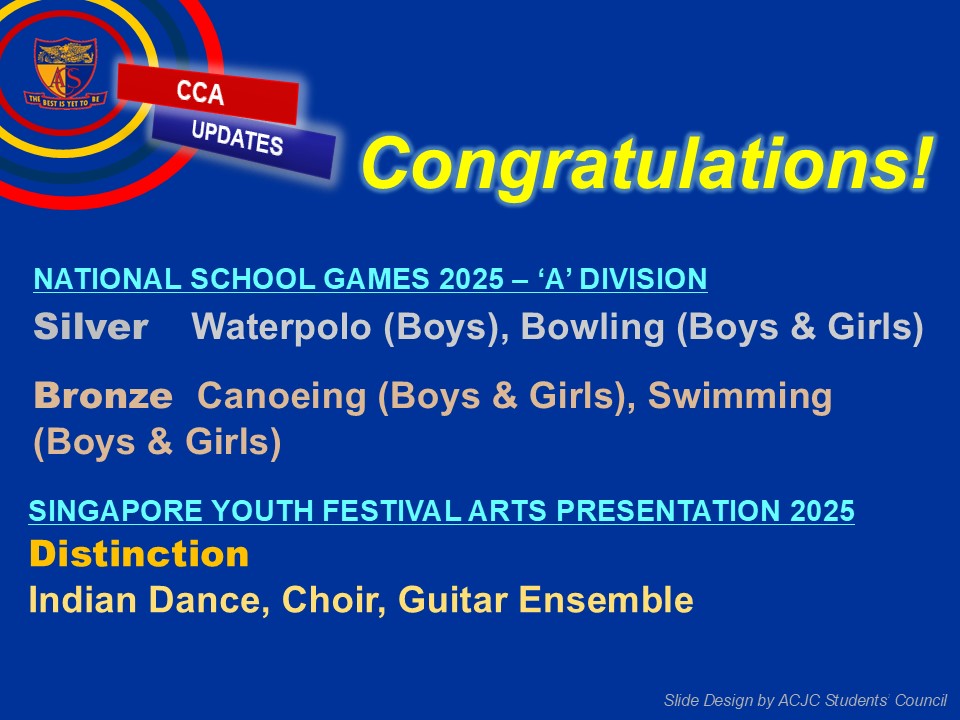 ACS
THE BEST IS YET TO BE
CCA
UPDATES
Congratulations!
NATIONAL SCHOOL GAMES 2025 – ‘A’ DIVISION
Silver Waterpolo (Boys), Bowling (Boys & Girls)
Bronze Canoeing (Boys & Girls), Swimming
(Boys & Girls)
SINGAPORE YOUTH FESTIVAL ARTS PRESENTATION 2025
Distinction
Indian Dance, Choir, Guitar Ensemble
Slide Design by ACJC Students’ Council